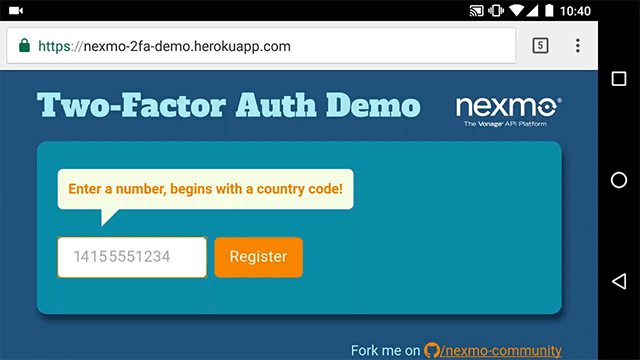 10:40
https://nexmo-2fa-demo.herokuapp.com
5
Two-Factor Auth Demo
nexmo®
The Vonage® API Platform
Enter a number, begins with a country code!
14155551234
Register
Fork me on /nexmo-community